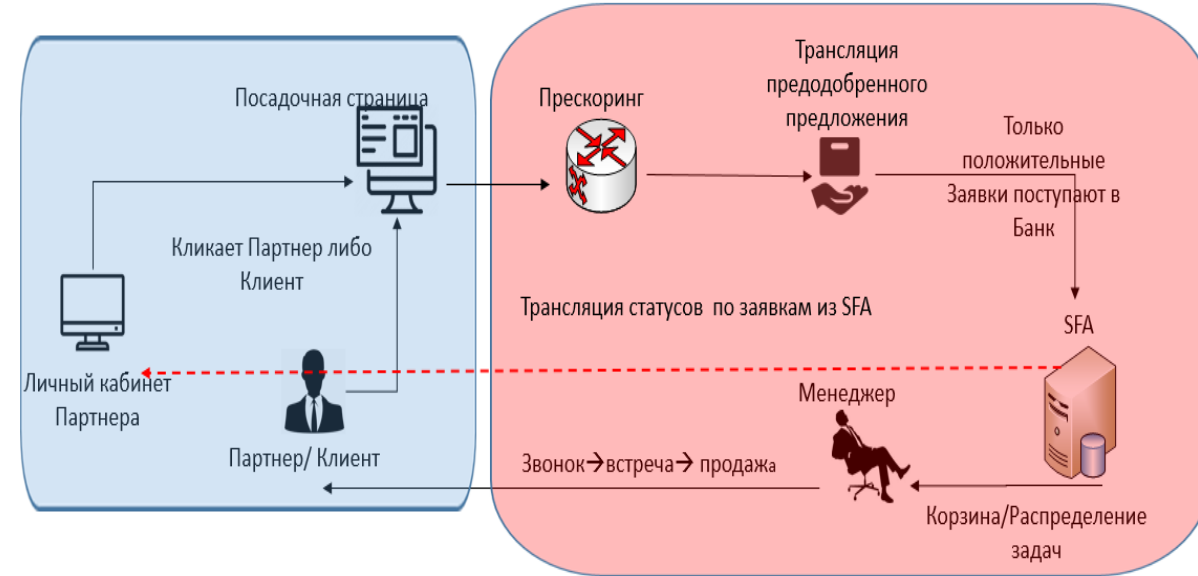 Посадочная страница
Прескоринг
Трансляция
предодобренного
предложения
Только
положительные
Заявки поступают в
Банк
Кликает Партнер либо
Клиент
Трансляция статусов по заявкам из SFA
SFA
Личный кабинет
Партнера
Партнер/ Клиент
Менеджер
Звонок→встреча→ продажа
Корзина/Распределение
задач